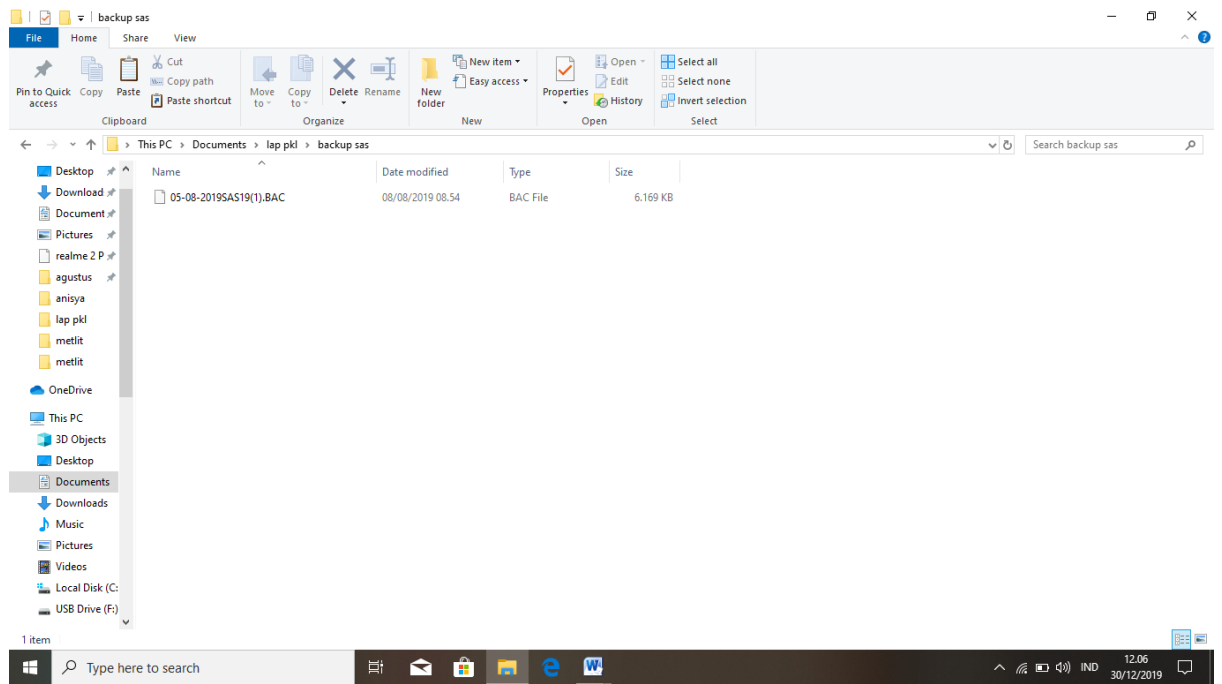 backup sas
File Home Share View
Pin to Quick access
Copy
Paste
Cut
Copy path
Paste shortcut
Clipboard
Move to
Copy to
Delete
Rename
Organize
New folder
New item
Easy access
New
Properties
Open
Edit
History
Open
Select all
Select none
Invert selection
Select
This PC > Documents > lap pkl > backup sas
Search backup sas
Name Date modified Type Size
05-08-2019SAS19(1).BAC 08/08/2019 08.54 BAC File 6.169 KB
Desktop
Download
Document
Pictures
realme 2 P
agustus
anisya
lap pkl
metlit
metlit
OneDrive
This PC
3D Objects
Desktop
Documents
Downloads
Music
Pictures
Videos
Local Disk (C:
USB Drive (F:)
1 item
Type here to search
W
IND
12.06
30/12/2019